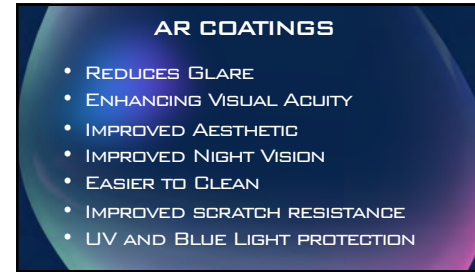 AR COATINGS
• REDUCES GLARE
• ENHANCING VISUAL ACUITY
• IMPROVED AESTHETIC
• IMPROVED NIGHT VISION
• EASIER TO CLEAN
• IMPROVED SCRATCH RESISTANCE
• UV AND BLUE LIGHT PROTECTION